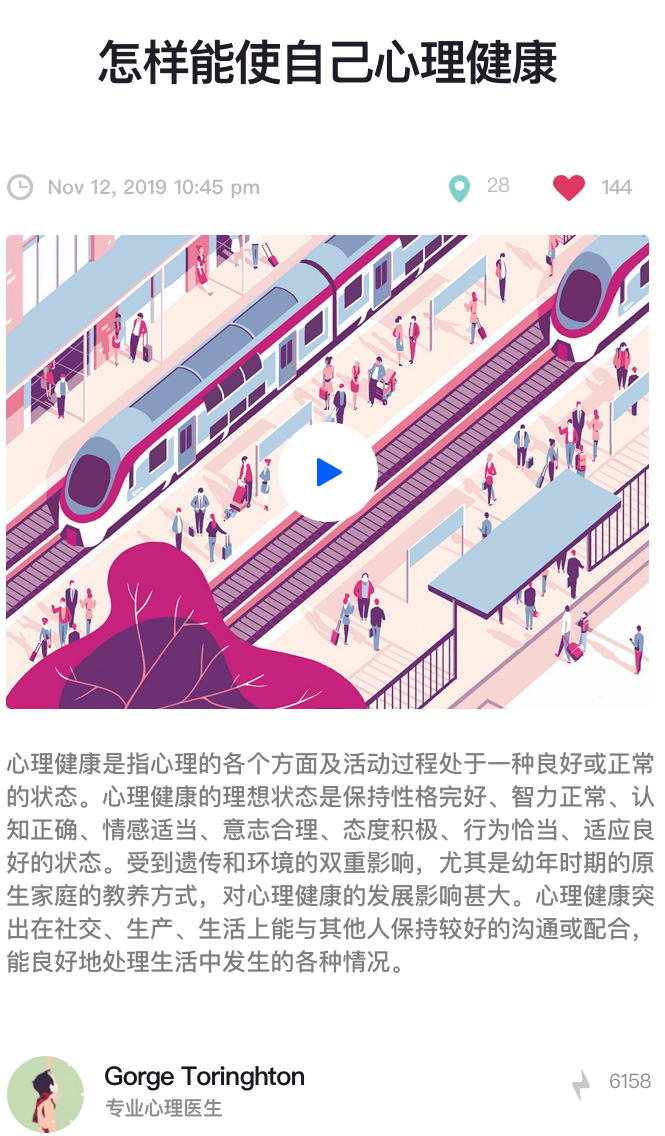 怎样能使自己心理健康
Nov 12, 2019 10:45 pm 28 144
心理健康是指心理的各个方面及活动过程处于一种良好或正常
的状态。心理健康的理想状态是保持性格完好、智力正常、认
知正确、情感适当、意志合理、态度积极、行为恰当、适应良
好的状态。受到遗传和环境的双重影响，尤其是幼年时期的原
生家庭的教养方式，对心理健康的发展影响甚大。心理健康突
出在社交、生产、生活上能与其他人保持较好的沟通或配合，
能良好地处理生活中发生的各种情况。
Gorge Toringhton 6158
专业心理医生